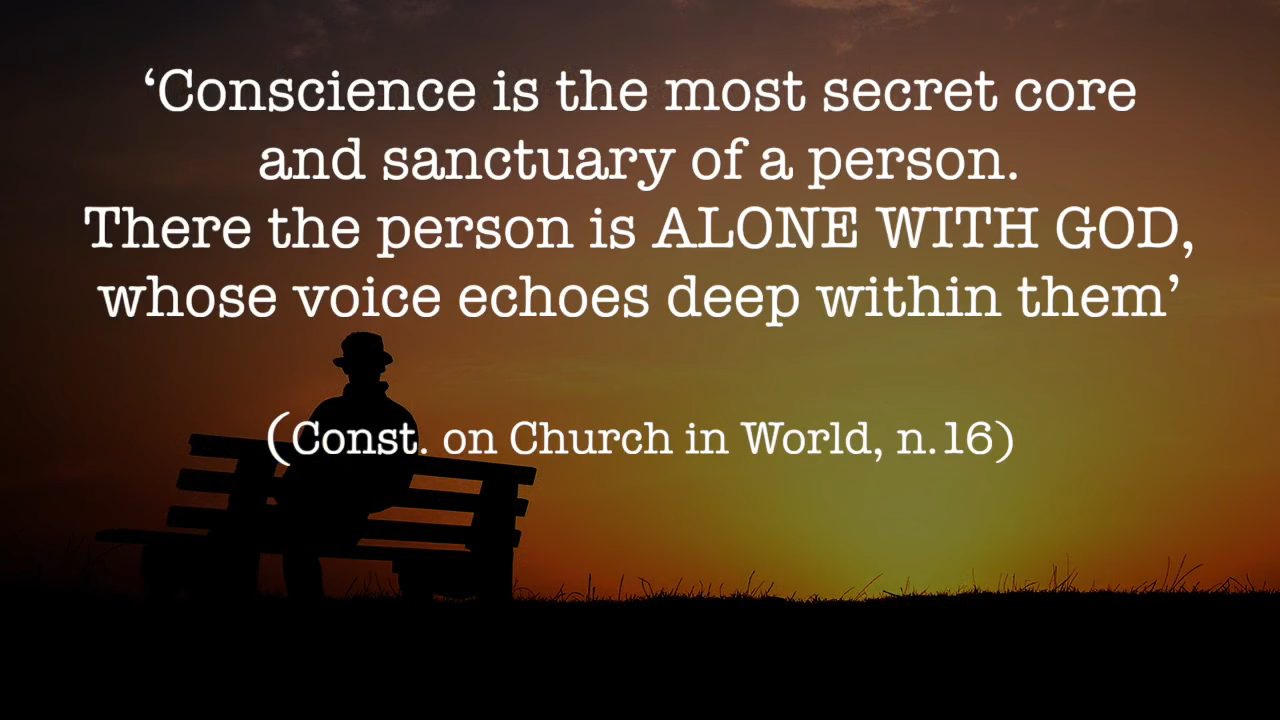 ‘Conscience is the most secret core
and sanctuary of a person.
There the person is ALONE WITH GOD,
whose voice echoes deep within them’
(Const. on Church in World, n.16)